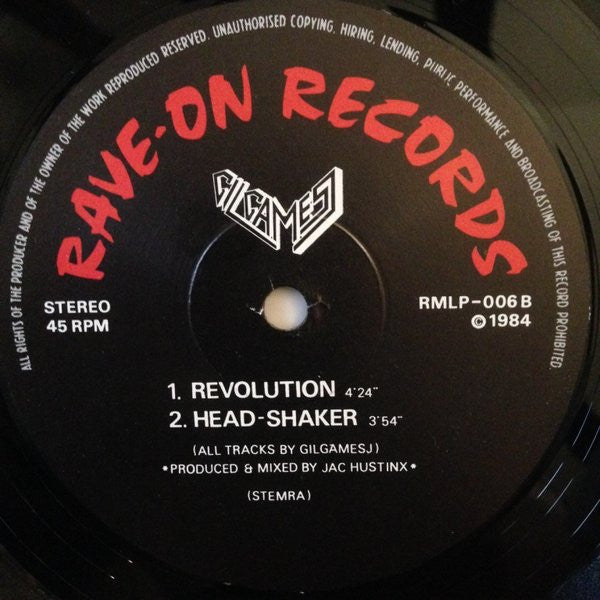 ALL RIGHTS OF THE PRODUCER AND OF THE OWNER OF THE WORK REPRODUCED RESERVED. UNAUTHORISED COPYING, HIRING, LENDING, PUBLIC PERFORMANCE AND BROADCASTING OF THIS RECORD PROHIBITED.
RAVE-ON RECORDS
GILGAMESJ
STEREO
45 RPM
RMLP-006 B
© 1984
1. REVOLUTION 4'24"
2. HEAD-SHAKER 3'54"
(ALL TRACKS BY GILGAMESJ)
*PRODUCED & MIXED BY JAC HUSTINX*
(STEMRA)